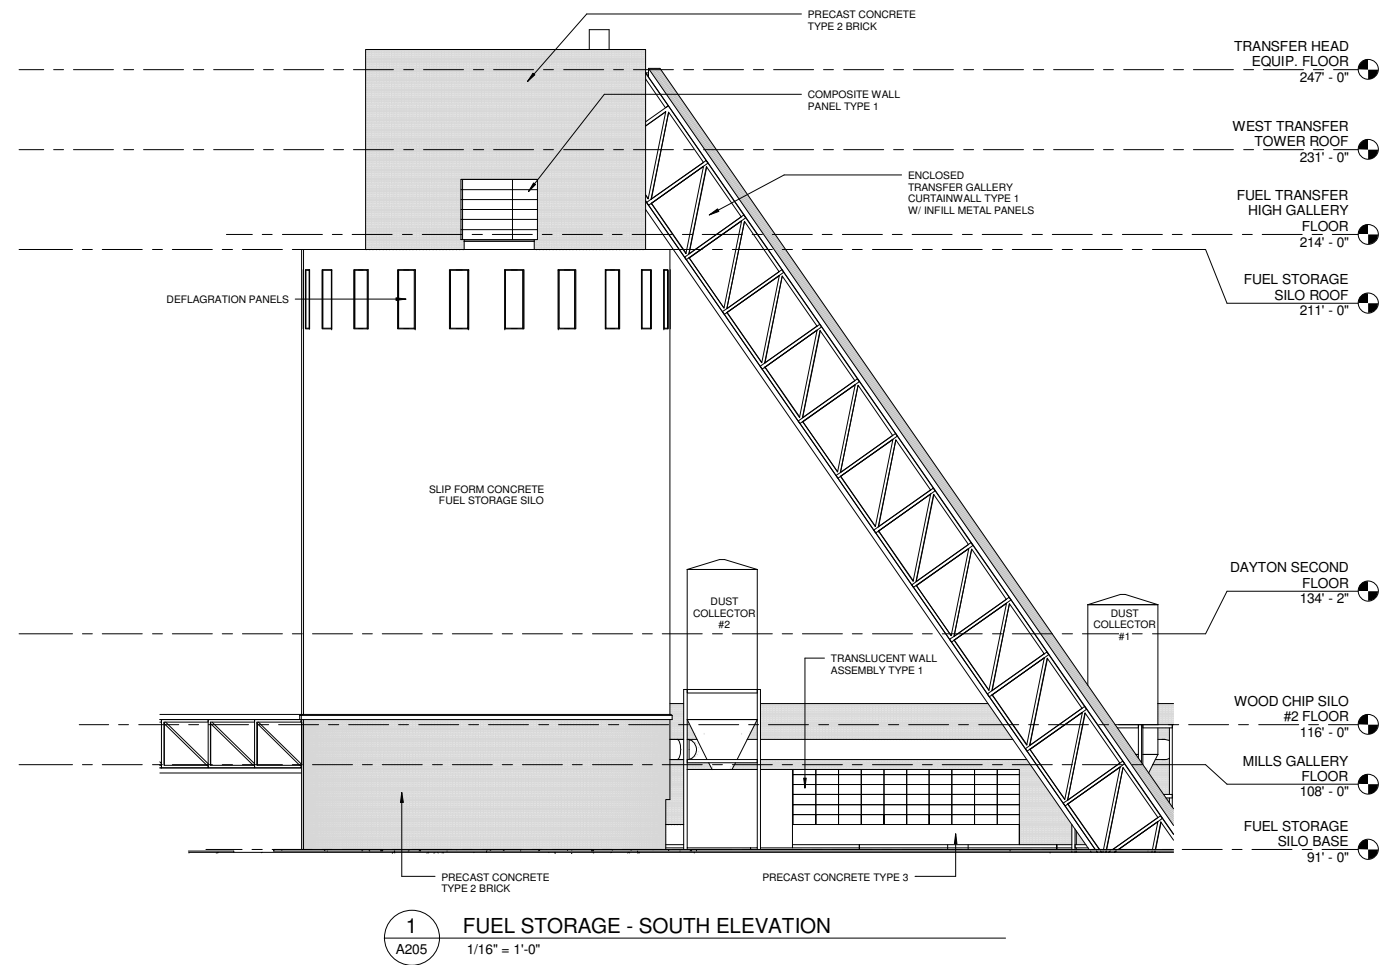 PRECAST CONCRETE
TYPE 2 BRICK
COMPOSITE WALL
PANEL TYPE 1
ENCLOSED
TRANSFER GALLERY
CURTAINWALL TYPE 1
W/ INFILL METAL PANELS
TRANSFER HEAD
EQUIP. FLOOR
247' - 0"
WEST TRANSFER
TOWER ROOF
231' - 0"
FUEL TRANSFER
HIGH GALLERY
FLOOR
214' - 0"
FUEL STORAGE
SILO ROOF
211' - 0"
DEFLAGRATION PANELS
SLIP FORM CONCRETE
FUEL STORAGE SILO
DUST
COLLECTOR
#2
DUST
COLLECTOR
#1
DAYTON SECOND
FLOOR
134' - 2"
TRANSLUCENT WALL
ASSEMBLY TYPE 1
WOOD CHIP SILO
#2 FLOOR
116' - 0"
MILLS GALLERY
FLOOR
108' - 0"
FUEL STORAGE
SILO BASE
91' - 0"
PRECAST CONCRETE
TYPE 2 BRICK
PRECAST CONCRETE TYPE 3
1
A205
FUEL STORAGE - SOUTH ELEVATION
1/16" = 1'-0"